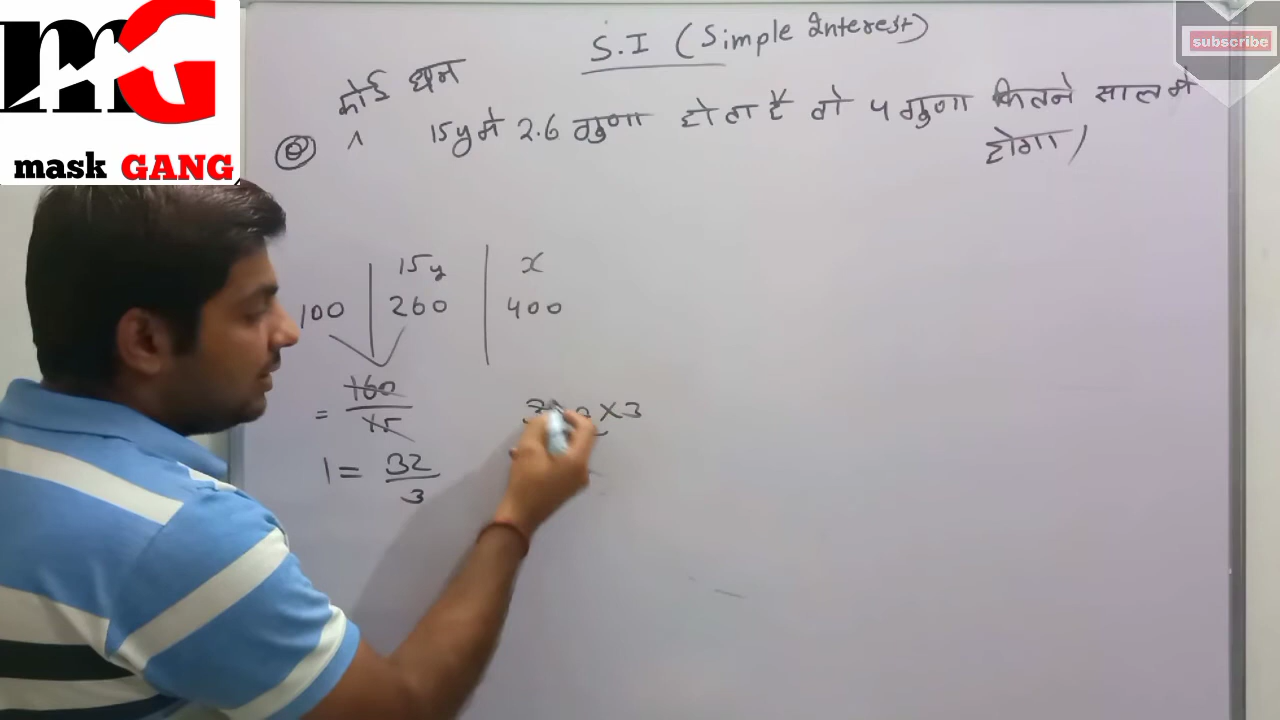 mG
mask GANG
subscribe
S.I (Simple Interest)
कोई धन
Q ^ 15y मे 2.6 गुणा होता है तो 4 गुणा कितने साल मे
होगा /
15y x
100 260 400
= 160/15
1 = 32/3
×3